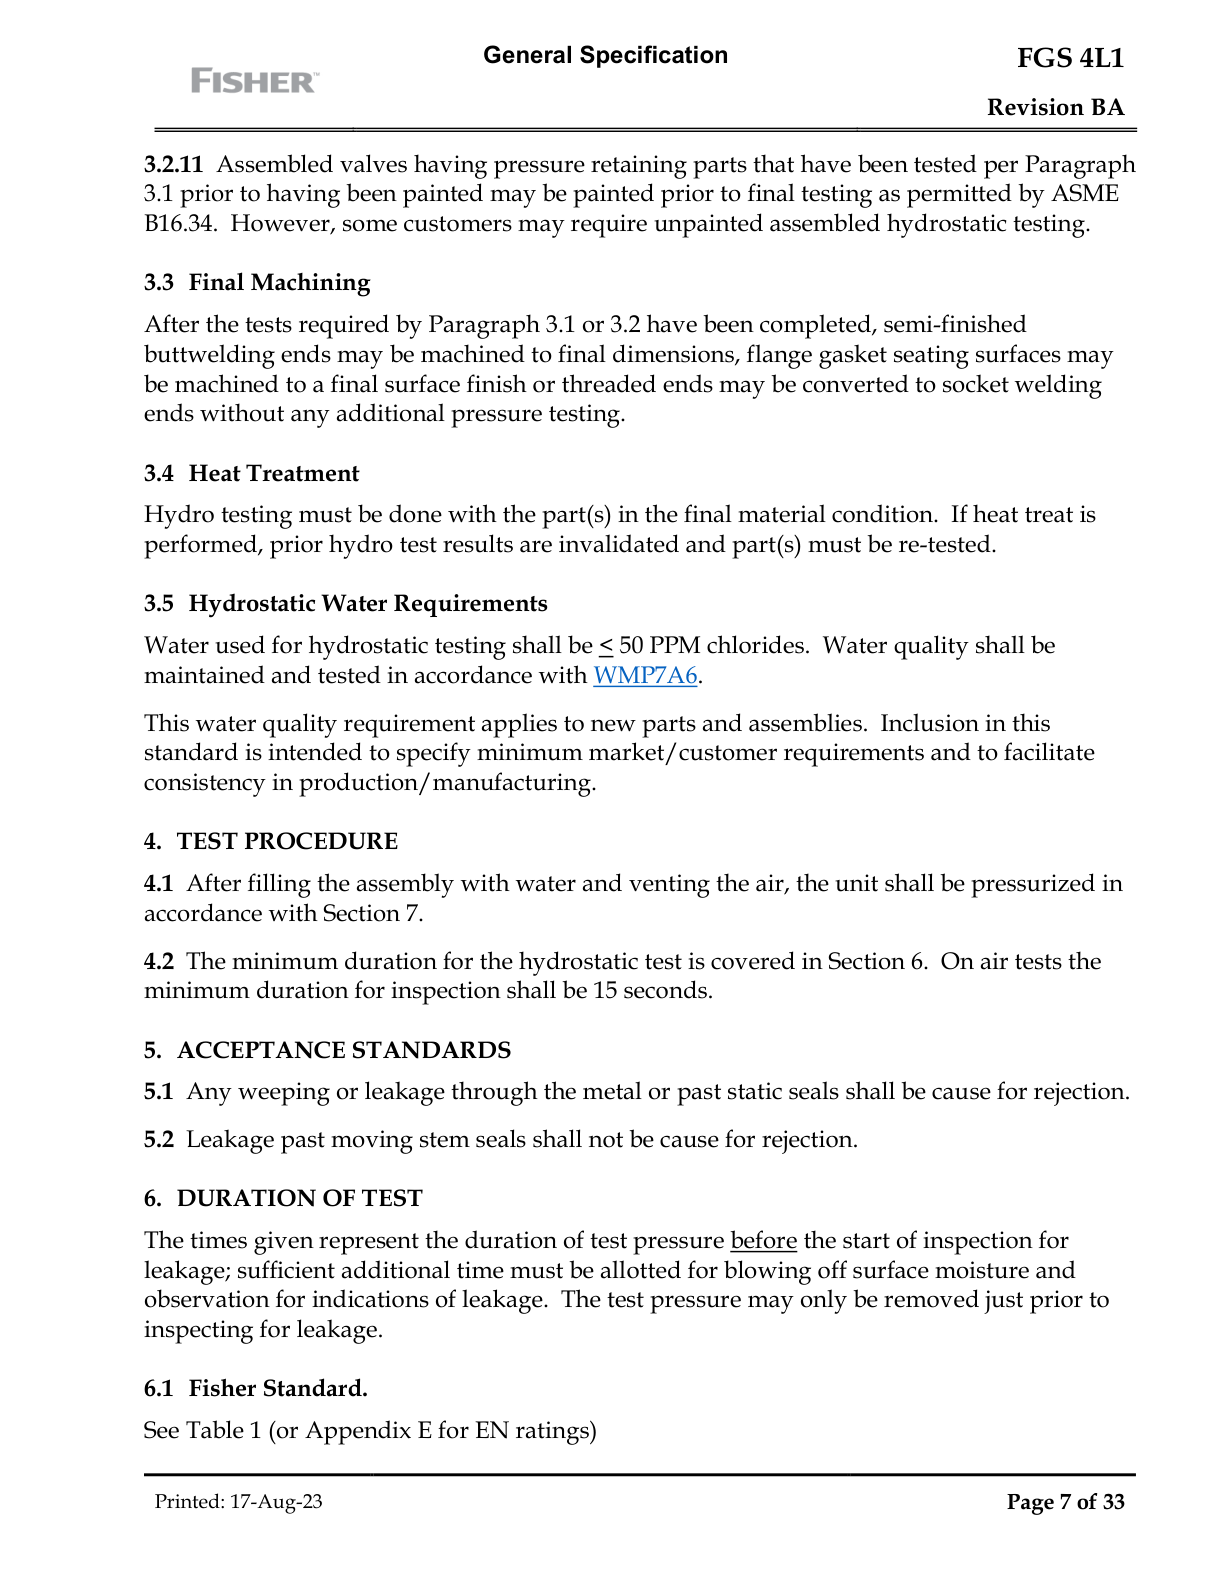 General Specification
FGS 4L1
FISHER™
Revision BA
3.2.11 Assembled valves having pressure retaining parts that have been tested per Paragraph
3.1 prior to having been painted may be painted prior to final testing as permitted by ASME
B16.34. However, some customers may require unpainted assembled hydrostatic testing.
3.3 Final Machining
After the tests required by Paragraph 3.1 or 3.2 have been completed, semi-finished
buttwelding ends may be machined to final dimensions, flange gasket seating surfaces may
be machined to a final surface finish or threaded ends may be converted to socket welding
ends without any additional pressure testing.
3.4 Heat Treatment
Hydro testing must be done with the part(s) in the final material condition. If heat treat is
performed, prior hydro test results are invalidated and part(s) must be re-tested.
3.5 Hydrostatic Water Requirements
Water used for hydrostatic testing shall be ≤ 50 PPM chlorides. Water quality shall be
maintained and tested in accordance with WMP7A6.
This water quality requirement applies to new parts and assemblies. Inclusion in this
standard is intended to specify minimum market/customer requirements and to facilitate
consistency in production/manufacturing.
4. TEST PROCEDURE
4.1 After filling the assembly with water and venting the air, the unit shall be pressurized in
accordance with Section 7.
4.2 The minimum duration for the hydrostatic test is covered in Section 6. On air tests the
minimum duration for inspection shall be 15 seconds.
5. ACCEPTANCE STANDARDS
5.1 Any weeping or leakage through the metal or past static seals shall be cause for rejection.
5.2 Leakage past moving stem seals shall not be cause for rejection.
6. DURATION OF TEST
The times given represent the duration of test pressure before the start of inspection for
leakage; sufficient additional time must be allotted for blowing off surface moisture and
observation for indications of leakage. The test pressure may only be removed just prior to
inspecting for leakage.
6.1 Fisher Standard.
See Table 1 (or Appendix E for EN ratings)
Printed: 17-Aug-23
Page 7 of 33